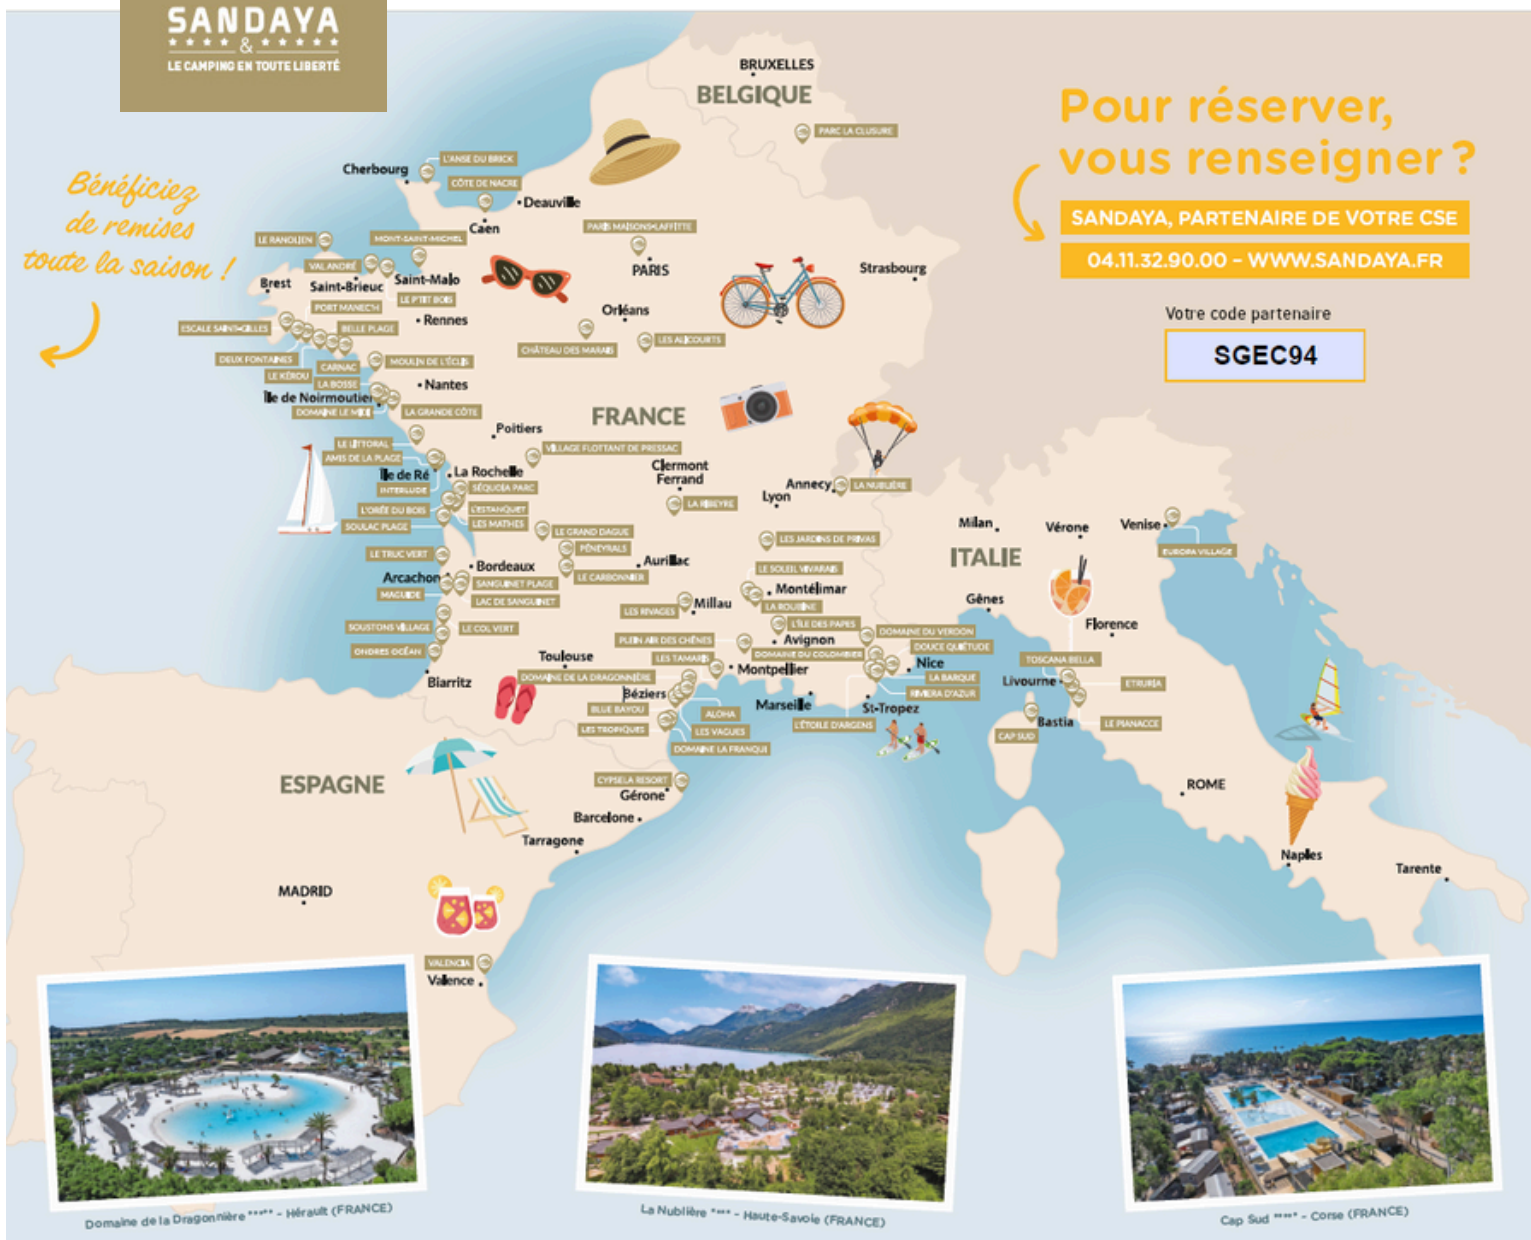 SANDAYA
&
LE CAMPING EN TOUTE LIBERTÉ
Bénéficiez
de remises
toute la saison !
Pour réserver,
vous renseigner ?
SANDAYA, PARTENAIRE DE VOTRE CSE
04.11.32.90.00 - WWW.SANDAYA.FR
Votre code partenaire
SGEC94
BRUXELLES
BELGIQUE
PARC LA CLUSURE
L'ANSE DU BRICK
Cherbourg
CÔTE DE NACRE
Deauville
Caen
PARIS MAISONS-LAFFITTE
LE RANOLIEN
MONT-SAINT-MICHEL
VAL ANDRÉ
PARIS
Strasbourg
Brest
Saint-Brieuc
Saint-Malo
LE P'TIT BOIS
PORT MANEC'H
Orléans
Rennes
ESCALE SAINT-GILLES
BELLE PLAGE
CHÂTEAU DES MARAIS
LES ALICOURTS
DEUX FONTAINES
CARNAC
MOULIN DE L'ÉCLIS
LE KÉROU
LA BOSSE
Nantes
Île de Noirmoutier
DOMAINE LE MIDI
LA GRANDE CÔTE
FRANCE
Poitiers
LE LITTORAL
AMIS DE LA PLAGE
VILLAGE FLOTTANT DE PRESSAC
Île de Ré
La Rochelle
Clermont
Ferrand
INTERLUDE
SÉQUOIA PARC
Annecy
LA NUBLIÈRE
Lyon
L'ORÉE DU BOIS
L'ESTANQUET
LA RIBEYRE
SOULAC PLAGE
LES MATHES
LE GRAND DAGUE
LES JARDINS DE PRIVAS
Milan
Vérone
Venise
EUROPA VILLAGE
ITALIE
LE TRUC VERT
PÉNEYRALS
Bordeaux
Aurillac
LE SOLEIL VIVARAIS
Arcachon
SANGUINET PLAGE
LE CARBONNIER
Montélimar
MAGUIDE
LAC DE SANGUINET
LES RIVAGES
Millau
LA ROUBINE
Gênes
SOUSTONS VILLAGE
LE COL VERT
L'ÎLE DES PAPES
Florence
PLEIN AIR DES CHÊNES
Avignon
DOMAINE DU VERDON
ONDRES OCÉAN
DOMAINE DU COLOMBIER
DOUCE QUIÉTUDE
Toulouse
LES TAMARIS
Montpellier
Nice
TOSCANA BELLA
Biarritz
DOMAINE DE LA DRAGONNIÈRE
LA BARQUE
Livourne
ETRURIA
Béziers
RIVIERA D'AZUR
BLUE BAYOU
ALOHA
Marseille
St-Tropez
LES TROPIQUES
LES VAGUES
L'ÉTOILE D'ARGENS
Bastia
LE PIANACCE
CAP SUD
DOMAINE LA FRANQUI
ESPAGNE
CYPSELA RESORT
Gérone
ROME
Barcelone
Tarragone
Naples
Tarente
MADRID
VALENCIA
Valence
Domaine de la Dragonnière ***** - Hérault (FRANCE)
La Nublière **** - Haute-Savoie (FRANCE)
Cap Sud **** - Corse (FRANCE)